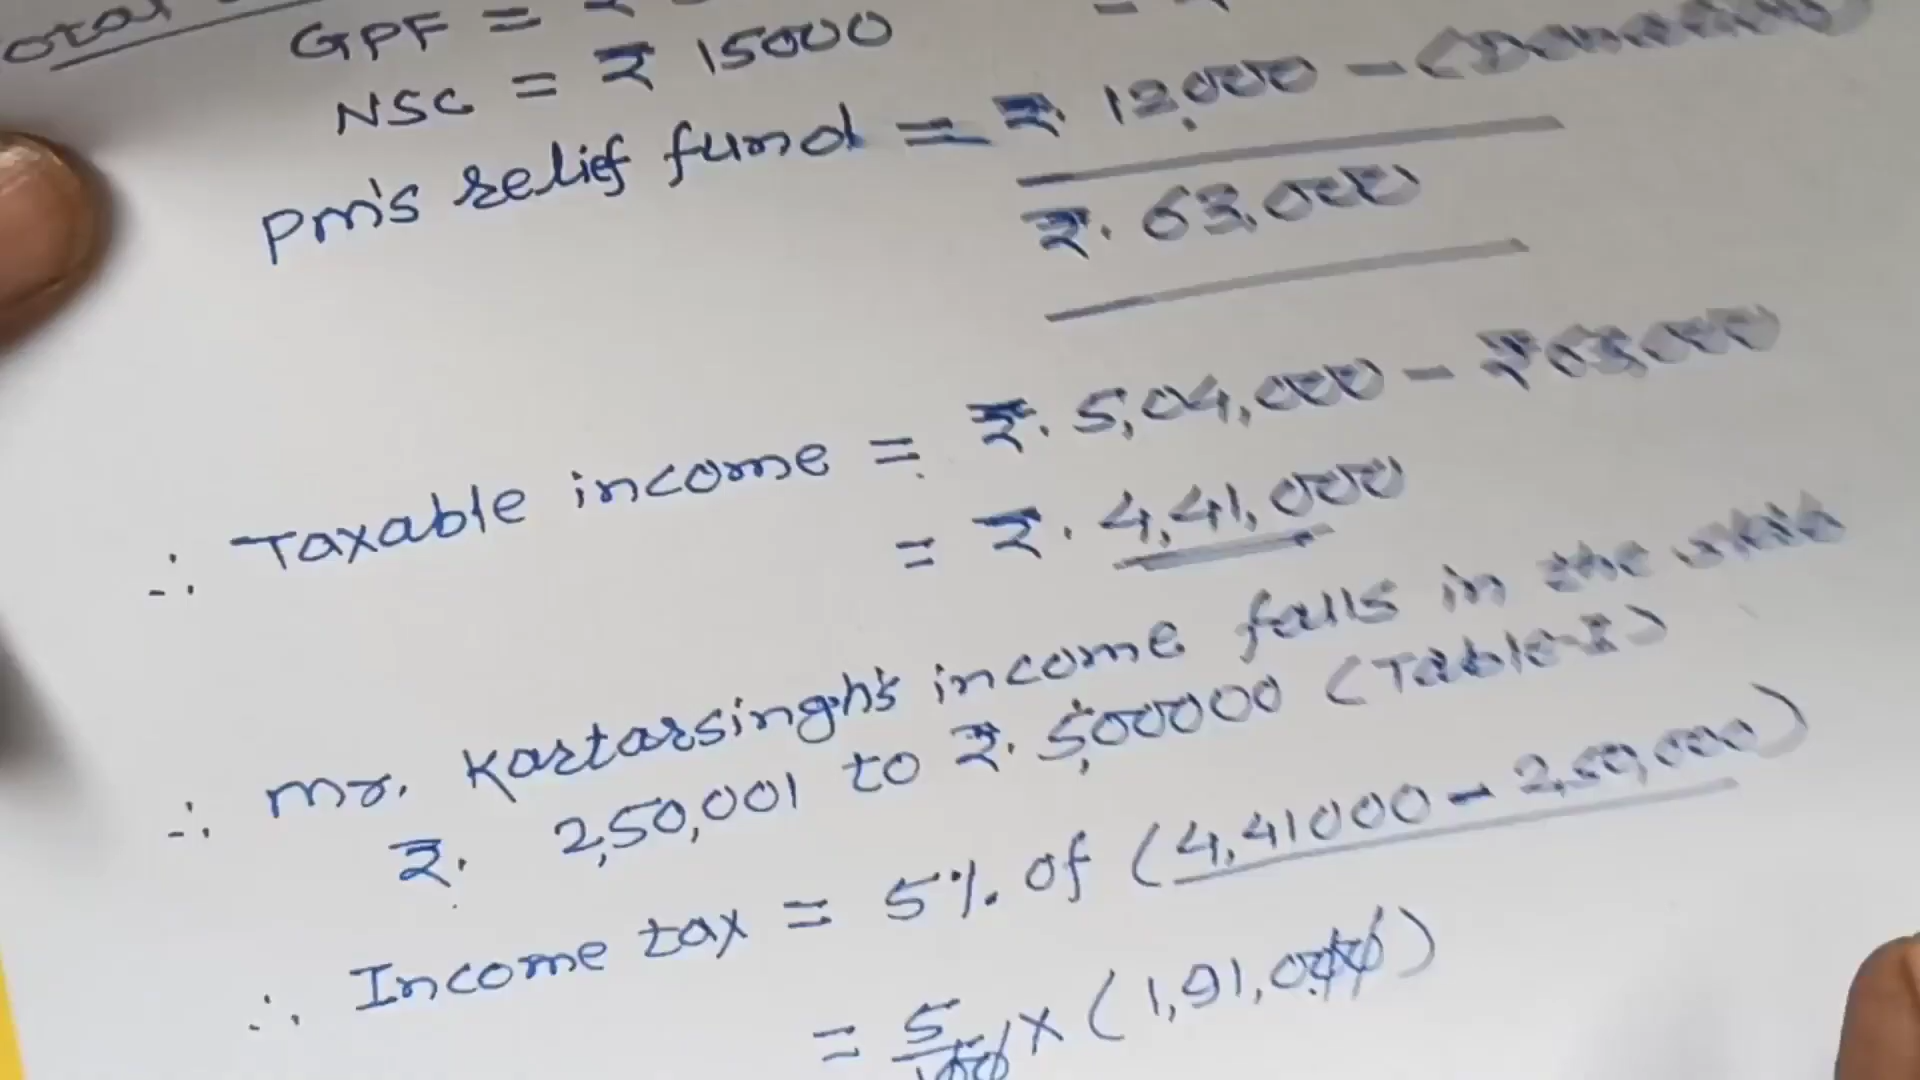 GPF = ₹
NSC = ₹ 15000
PM's relief fund = ₹. 12,000 - (Donation)
₹. 63,000
∴ Taxable income = ₹. 5,04,000 - ₹ 63,000
= ₹. 4,41,000
∴ Mr. Kartarsingh's income falls in the slab
₹. 2,50,001 to ₹. 5,00000 (Table-I)
∴ Income tax = 5% of (4,41000 - 2,50,000)
= 5/100 x (1,91,000)